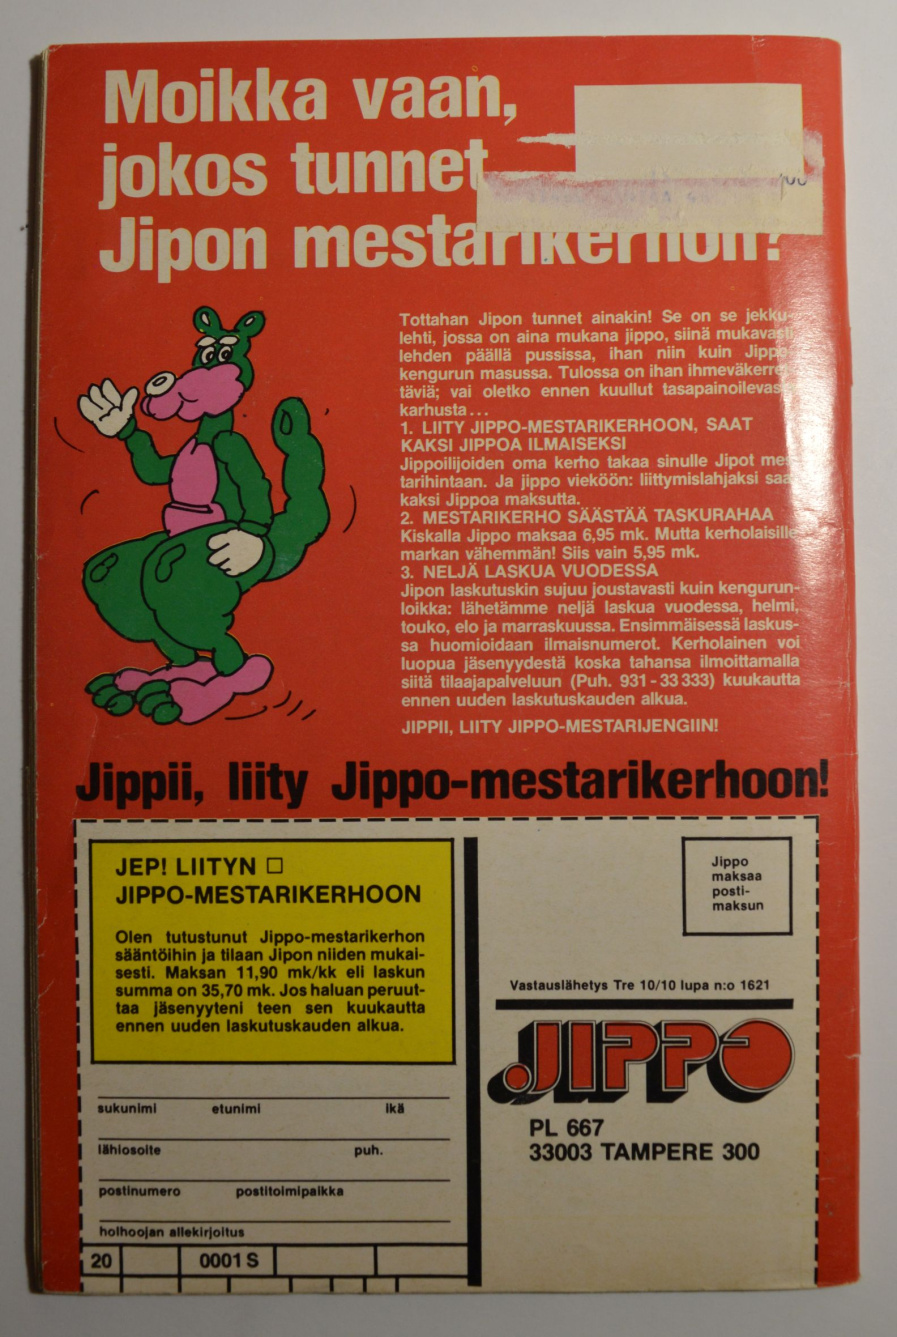 Moikka vaan,
jokos tunnet
Jipon mestarikerhon?
Tottahan Jipon tunnet ainakin! Se on se jekku-
lehti, jossa on aina mukana jippo, siinä mukavasti
lehden päällä pussissa, ihan niin kuin Jippo-
kengurun masussa. Tulossa on ihan ihmeväkerret-
täviä; vai oletko ennen kuullut tasapainoilevasta
karhusta...
1. LIITY JIPPO-MESTARIKERHOON, SAAT
KAKSI JIPPOA ILMAISEKSI
Jippoilijoiden oma kerho takaa sinulle Jipot mes-
tarihintaan. Ja jippo vieköön: liittymislahjaksi saat
kaksi Jippoa maksutta.
2. MESTARIKERHO SÄÄSTÄÄ TASKURAHAA
Kiskalla Jippo maksaa 6,95 mk. Mutta kerholaisille
markan vähemmän! Siis vain 5,95 mk.
3. NELJÄ LASKUA VUODESSA
Jipon laskutuskin sujuu joustavasti kuin kengurun-
loikka: lähetämme neljä laskua vuodessa, helmi,
touko, elo ja marraskuussa. Ensimmäisessä laskus-
sa huomioidaan ilmaisnumerot. Kerholainen voi
luopua jäsenyydestä koska tahansa ilmoittamalla
siitä tilaajapalveluun (Puh. 931-33333) kuukautta
ennen uuden laskutuskauden alkua.
JIPPII, LIITY JIPPO-MESTARIJENGIIN!
Jippii, liity Jippo-mestarikerhoon!
JEP! LIITYN
JIPPO-MESTARIKERHOON
Olen tutustunut Jippo-mestarikerhon
sääntöihin ja tilaan Jipon niiden mukai-
sesti. Maksan 11,90 mk/kk eli laskun
summa on 35,70 mk. Jos haluan peruut-
taa jäsenyyteni teen sen kuukautta
ennen uuden laskutuskauden alkua.
sukunimi etunimi ikä
lähiosoite puh.
postinumero postitoimipaikka
holhoojan allekirjoitus
20 0001 S
Jippo
maksaa
posti-
maksun
Vastauslähetys Tre 10/10 lupa n:o 1621
JIPPO
PL 667
33003 TAMPERE 300